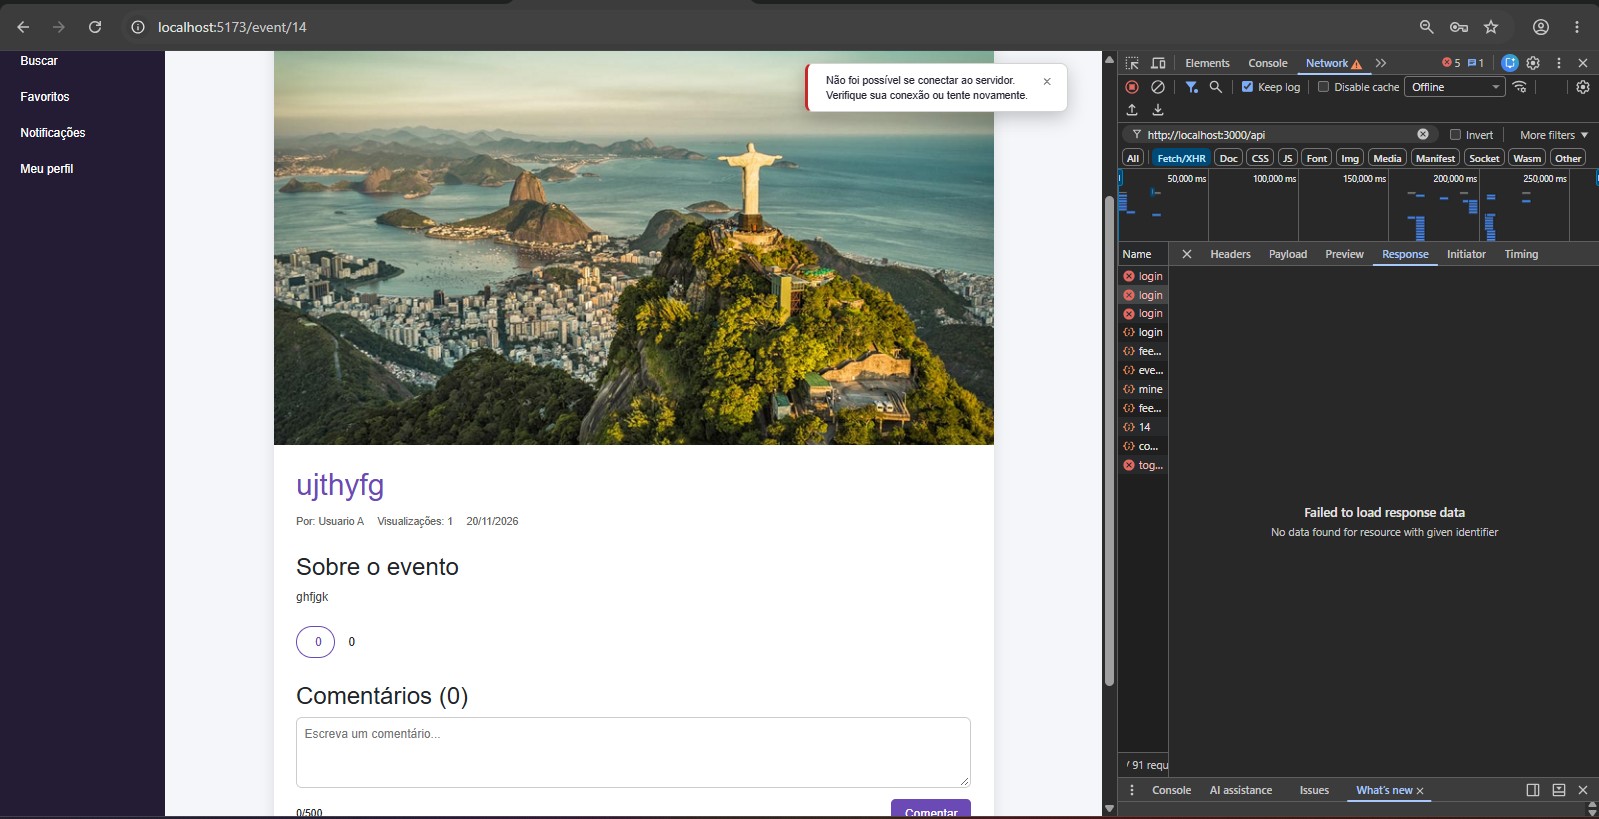 localhost:5173/event/14
Buscar
Favoritos
Notificações
Meu perfil
Não foi possível se conectar ao servidor.
Verifique sua conexão ou tente novamente.
ujthyfg
Por: Usuario A Visualizações: 1 20/11/2026
Sobre o evento
ghfjgk
0 0
Comentários (0)
Escreva um comentário...
0/500
Comentar
Elements Console Network 5 1
Keep log Disable cache Offline
http://localhost:3000/api Invert More filters
All Fetch/XHR Doc CSS JS Font Img Media Manifest Socket Wasm Other
50,000 ms 100,000 ms 150,000 ms 200,000 ms 250,000 ms
Name Headers Payload Preview Response Initiator Timing
login
login
login
login
fee...
eve...
mine
fee...
14
co...
tog...
Failed to load response data
No data found for resource with given identifier
/ 91 requ
Console AI assistance Issues What's new